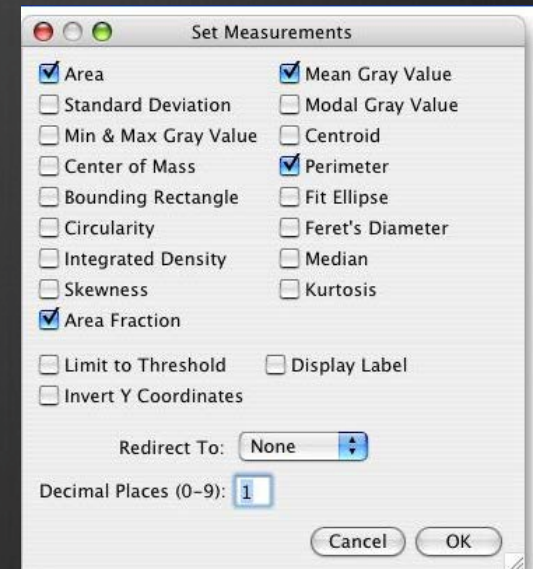 Set Measurements
Area Mean Gray Value
Standard Deviation Modal Gray Value
Min & Max Gray Value Centroid
Center of Mass Perimeter
Bounding Rectangle Fit Ellipse
Circularity Feret's Diameter
Integrated Density Median
Skewness Kurtosis
Area Fraction
Limit to Threshold Display Label
Invert Y Coordinates
Redirect To: None
Decimal Places (0-9): 1
Cancel OK